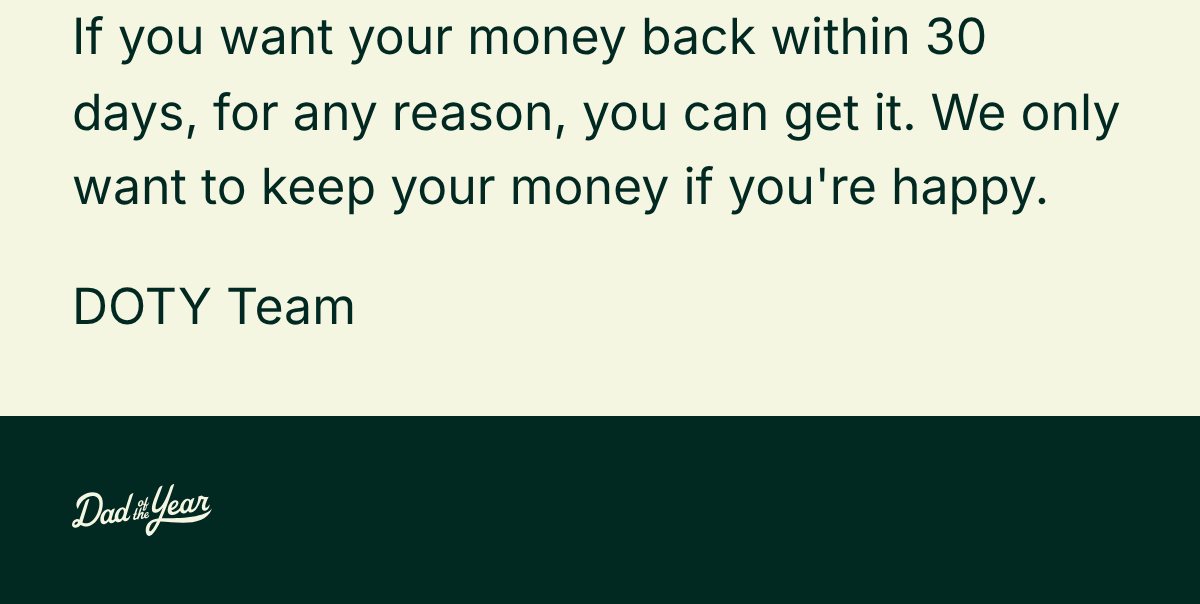 If you want your money back within 30
days, for any reason, you can get it. We only
want to keep your money if you're happy.
DOTY Team
Dad of the Year